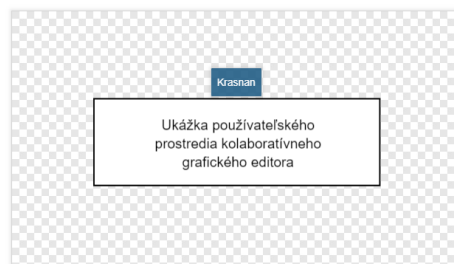 Krasnan
Ukážka používateľského
prostredia kolaboratívneho
grafického editora